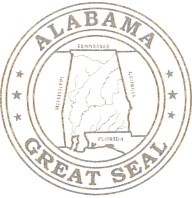 ALABAMA
TENNESSEE
MISSISSIPPI
GEORGIA
FLORIDA
GREAT SEAL